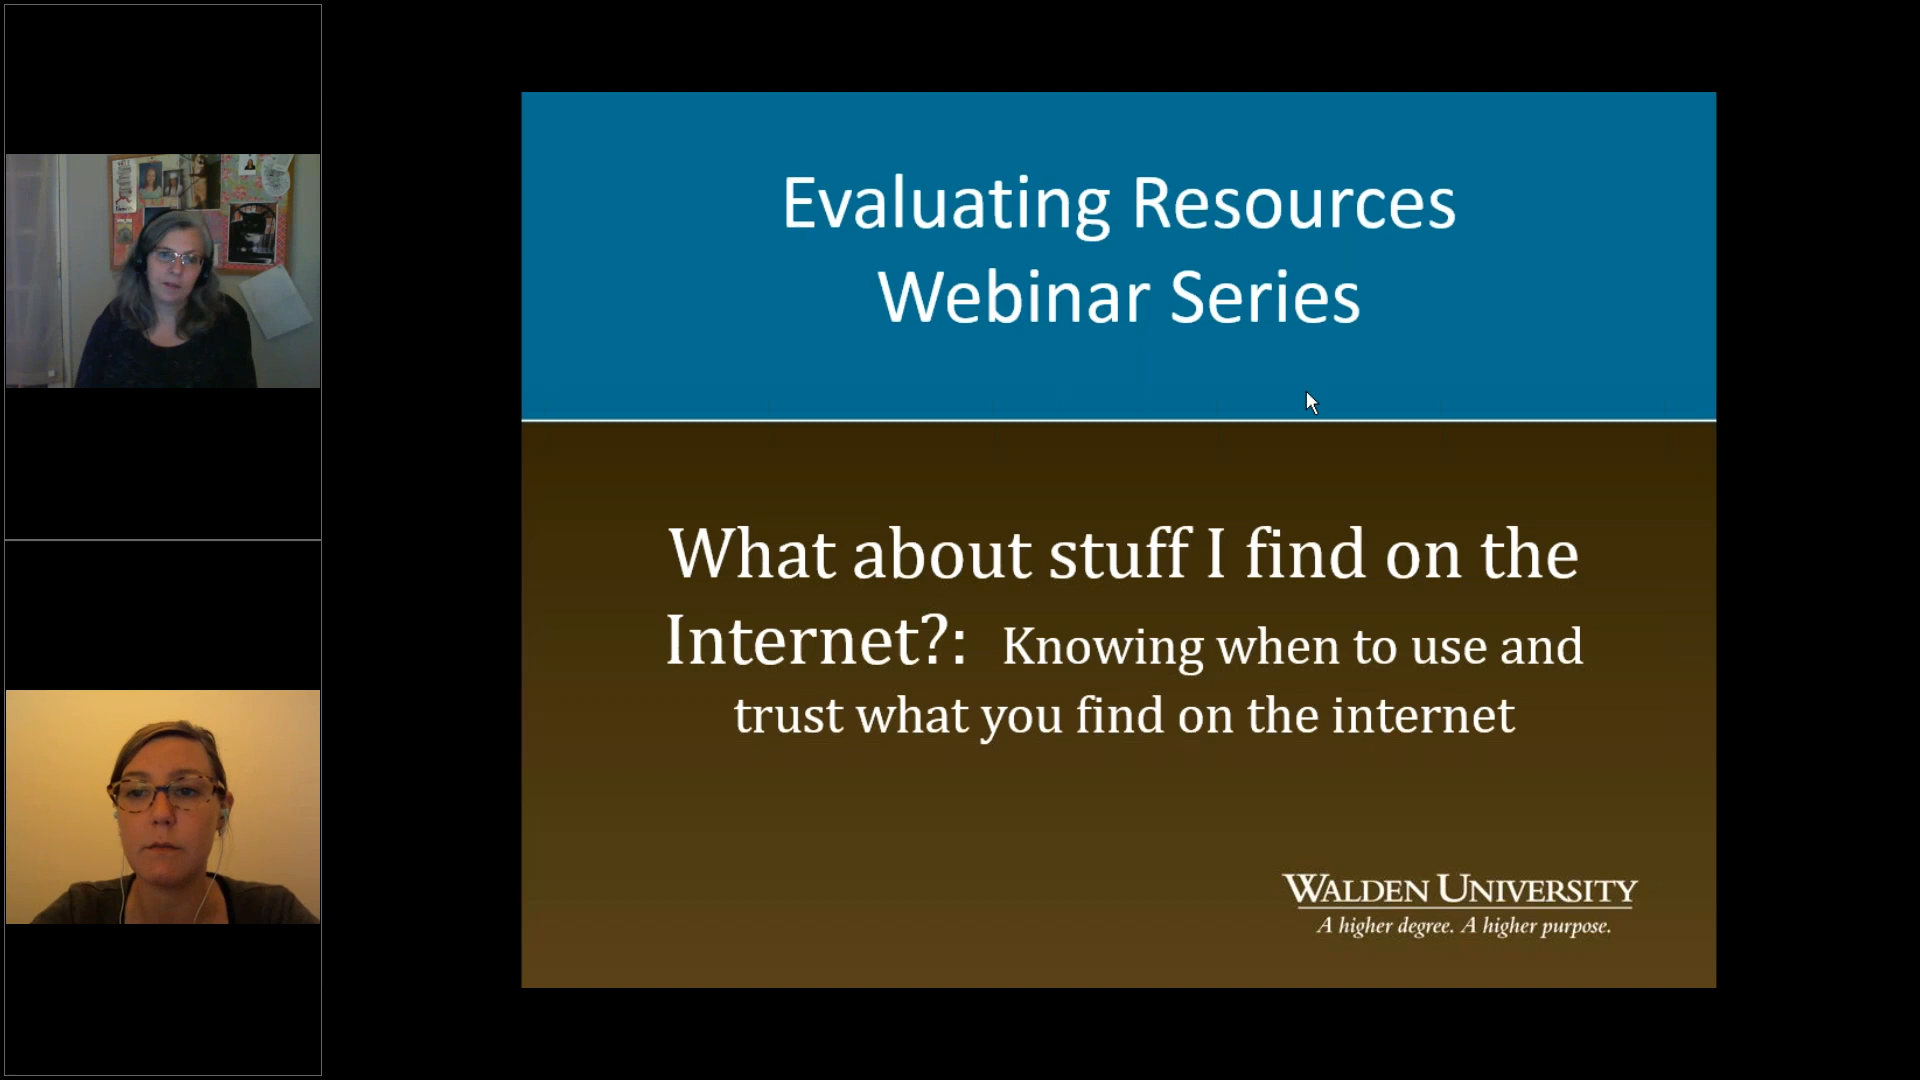 Evaluating Resources
Webinar Series
What about stuff I find on the
Internet?: Knowing when to use and
trust what you find on the internet
WALDEN UNIVERSITY
A higher degree. A higher purpose.